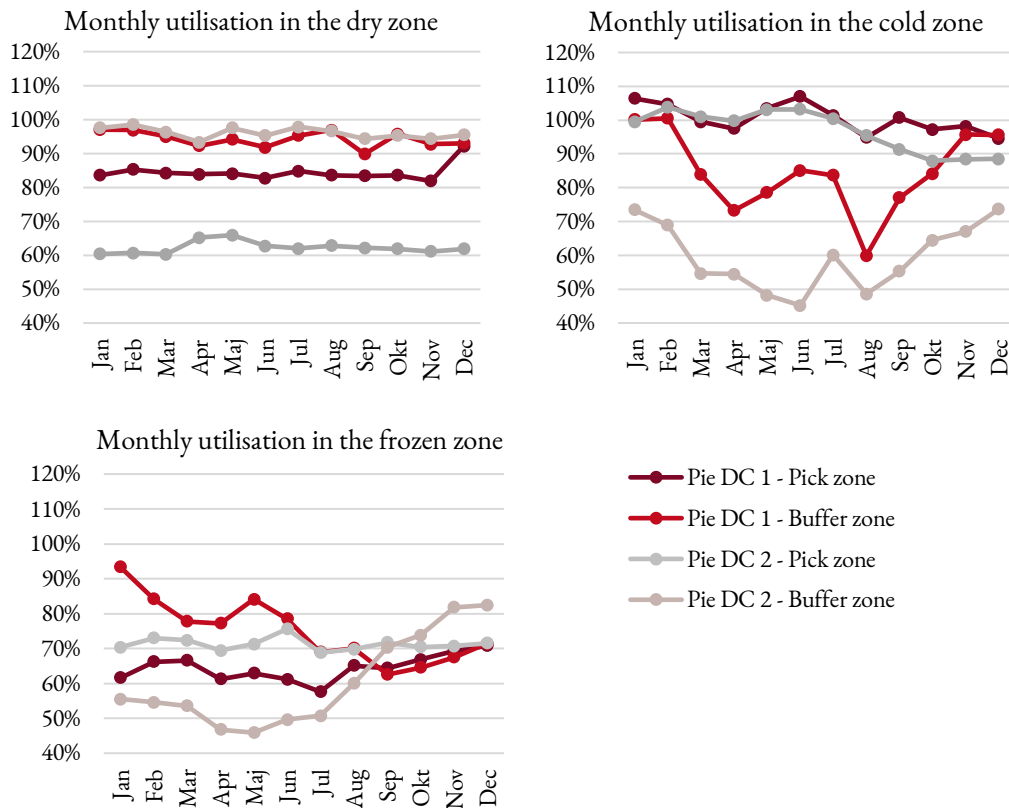 Monthly utilisation in the dry zone
120%
110%
100%
90%
80%
70%
60%
50%
40%
Jan Feb Mar Apr Maj Jun Jul Aug Sep Okt Nov Dec
Monthly utilisation in the cold zone
120%
110%
100%
90%
80%
70%
60%
50%
40%
Jan Feb Mar Apr Maj Jun Jul Aug Sep Okt Nov Dec
Monthly utilisation in the frozen zone
120%
110%
100%
90%
80%
70%
60%
50%
40%
Jan Feb Mar Apr Maj Jun Jul Aug Sep Okt Nov Dec
Pie DC 1 - Pick zone
Pie DC 1 - Buffer zone
Pie DC 2 - Pick zone
Pie DC 2 - Buffer zone